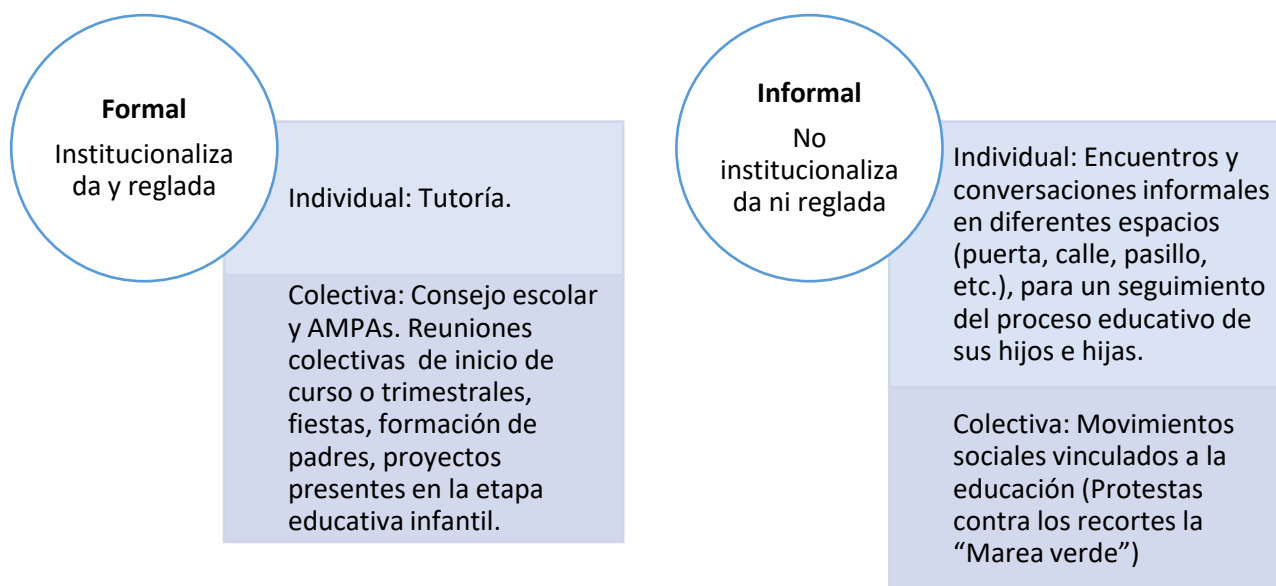 Formal
Institucionaliza
da y reglada
Individual: Tutoría.
Colectiva: Consejo escolar
y AMPAs. Reuniones
colectivas  de inicio de
curso o trimestrales,
fiestas, formación de
padres, proyectos
presentes en la etapa
educativa infantil.
Informal
No
institucionaliza
da ni reglada
Individual: Encuentros y
conversaciones informales
en diferentes espacios
(puerta, calle, pasillo,
etc.), para un seguimiento
del proceso educativo de
sus hijos e hijas.
Colectiva: Movimientos
sociales vinculados a la
educación (Protestas
contra los recortes la
“Marea verde”)